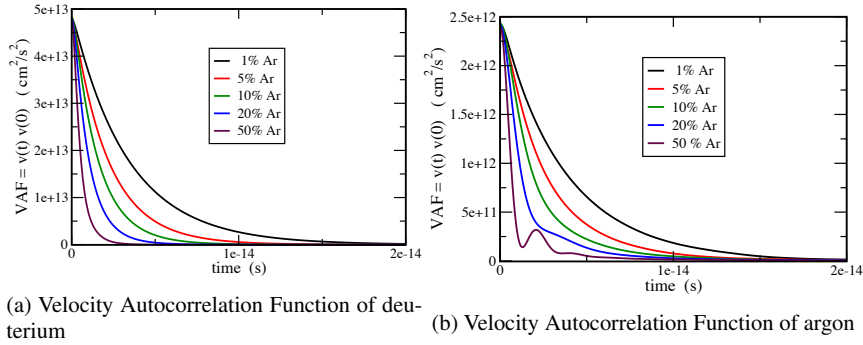 5e+13
4e+13
3e+13
2e+13
1e+13
0
VAF = v(t) v(0) ( cm²/s² )
1% Ar
5% Ar
10% Ar
20% Ar
50% Ar
0
1e-14
2e-14
time (s)
(a) Velocity Autocorrelation Function of deu-
terium
2.5e+12
2e+12
1.5e+12
1e+12
5e+11
0
VAF = v(t) v(0) ( cm²/s² )
1% Ar
5% Ar
10% Ar
20% Ar
50 % Ar
0
1e-14
2e-14
time (s)
(b) Velocity Autocorrelation Function of argon